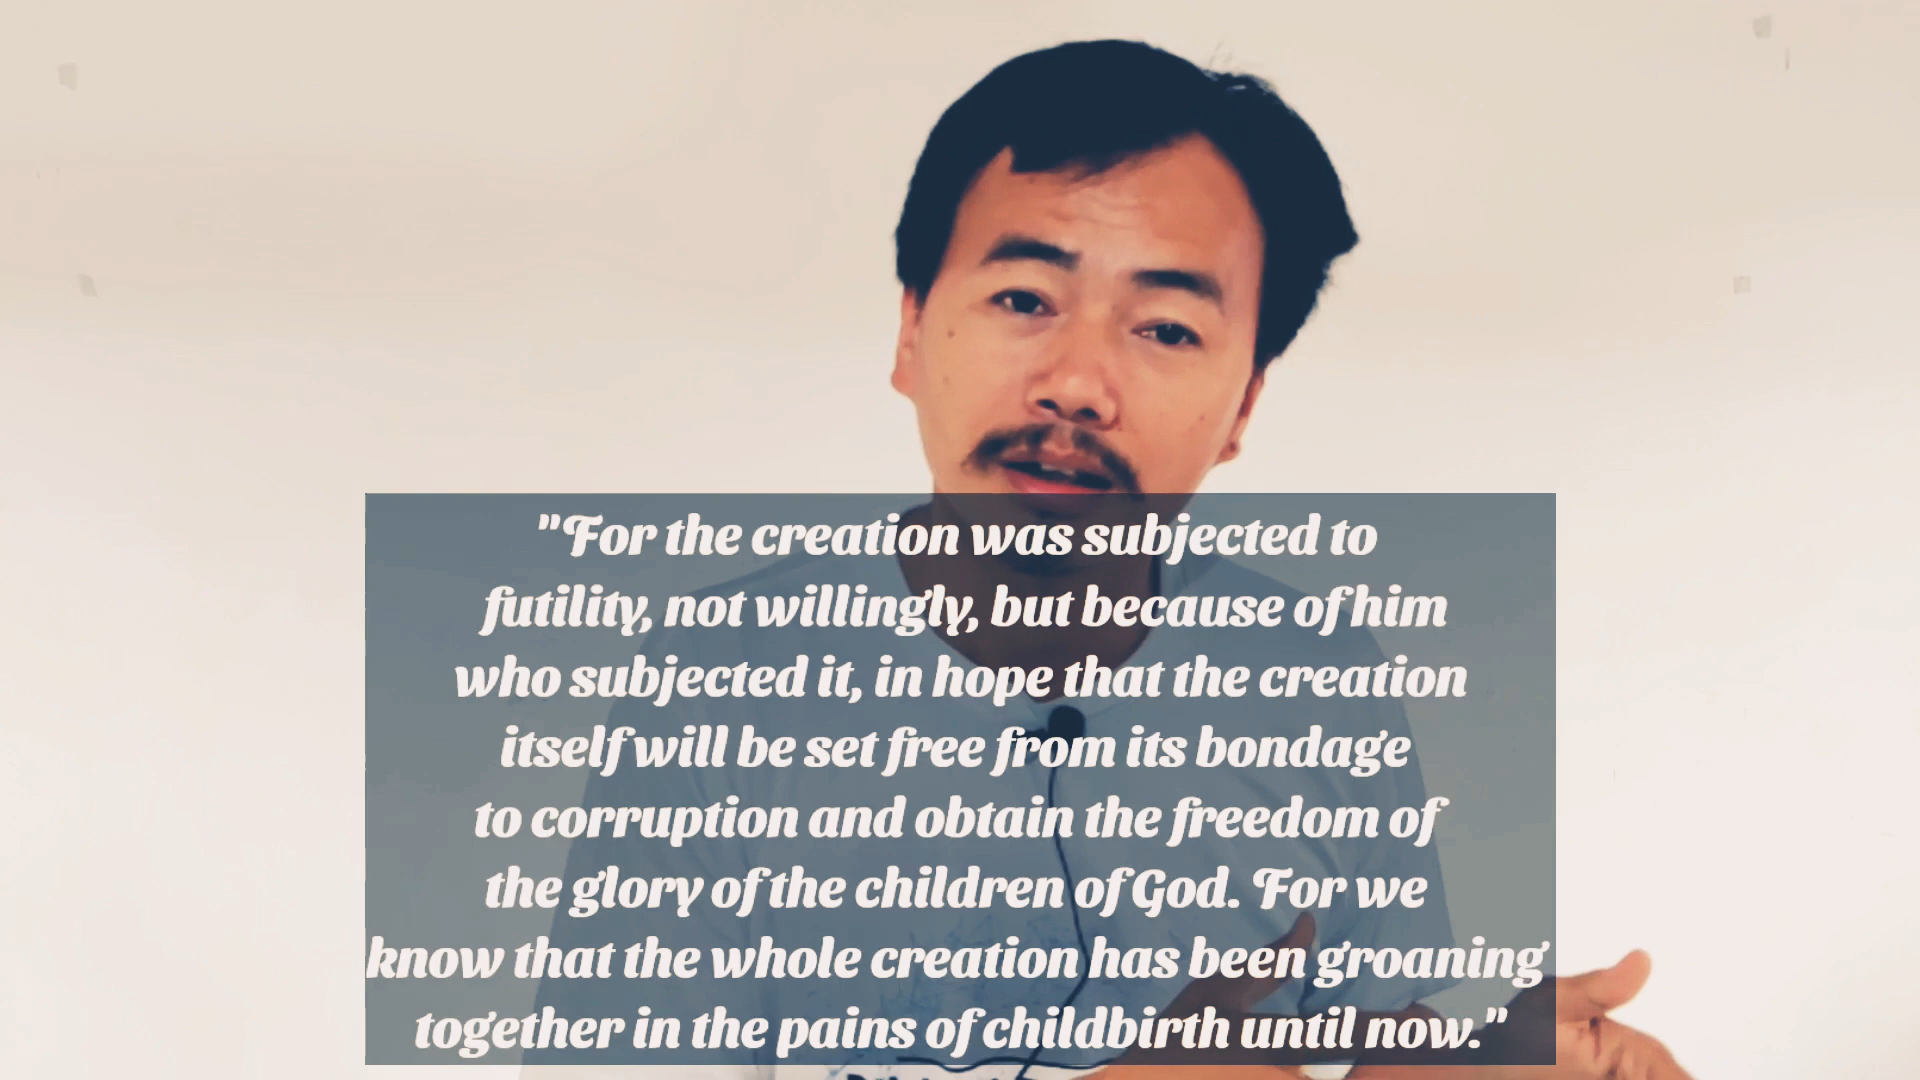 "For the creation was subjected to
futility, not willingly, but because of him
who subjected it, in hope that the creation
itself will be set free from its bondage
to corruption and obtain the freedom of
the glory of the children of God. For we
know that the whole creation has been groaning
together in the pains of childbirth until now."